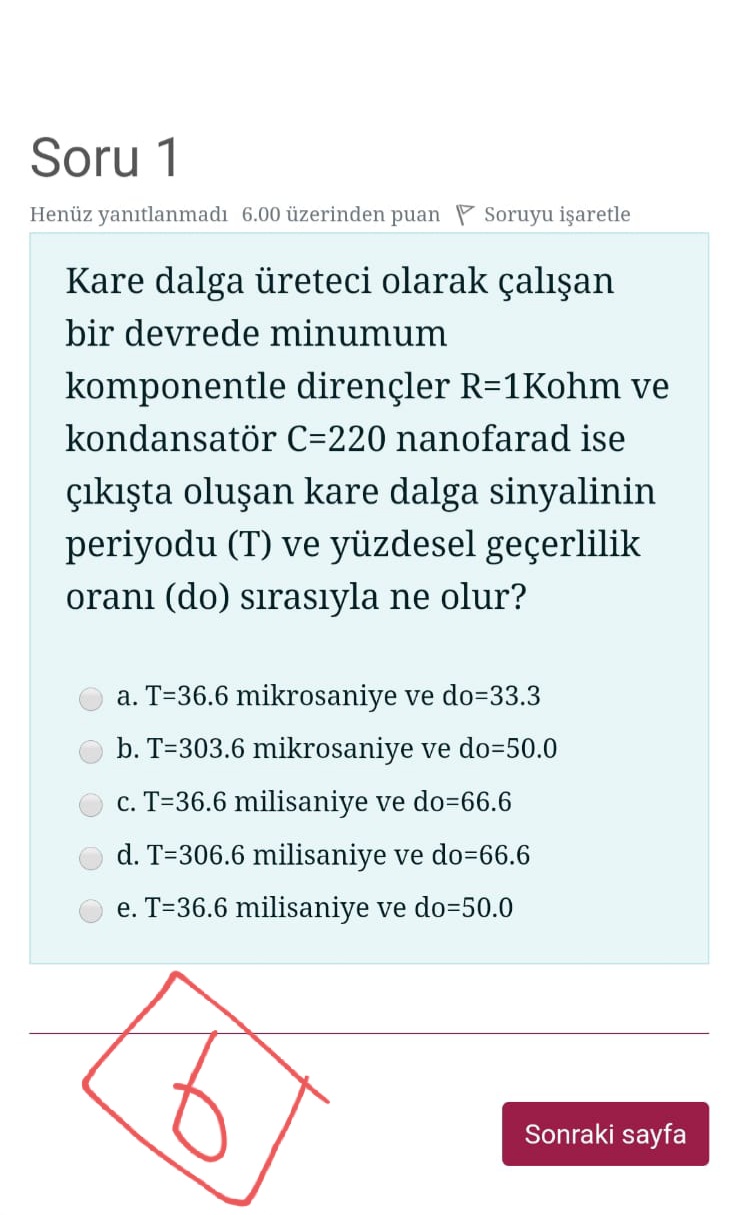 Soru 1
Henüz yanıtlanmadı 6.00 üzerinden puan Soruyu işaretle
Kare dalga üreteci olarak çalışan
bir devrede minumum
komponentle dirençler R=1Kohm ve
kondansatör C=220 nanofarad ise
çıkışta oluşan kare dalga sinyalinin
periyodu (T) ve yüzdesel geçerlilik
oranı (do) sırasıyla ne olur?
a. T=36.6 mikrosaniye ve do=33.3
b. T=303.6 mikrosaniye ve do=50.0
c. T=36.6 milisaniye ve do=66.6
d. T=306.6 milisaniye ve do=66.6
e. T=36.6 milisaniye ve do=50.0
Sonraki sayfa